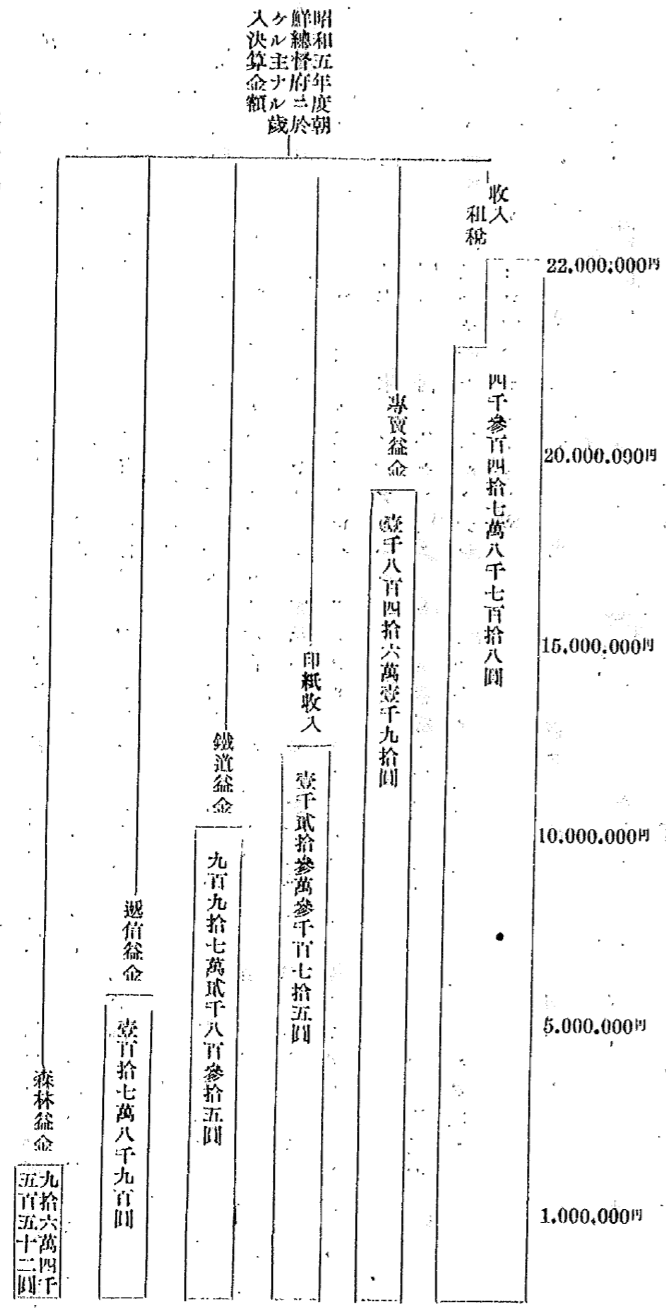 昭和五年度朝
鮮總督府ニ於
ケル主ナル歲
入決算金額
收入
租稅
四千參百四拾七萬八千七百拾八圓
專賣益金
壹千八百四拾六萬壹千九拾圓
印紙收入
壹千貳拾參萬參千百七拾五圓
鐵道益金
九百九拾七萬貳千八百參拾五圓
遞信益金
壹百拾七萬八千九百圓
森林益金
九拾六萬四千
五百五十二圓
22,000,000円
20.000.090円
15,000,000円
10.000.000円
5.000.000円
1.000,000円